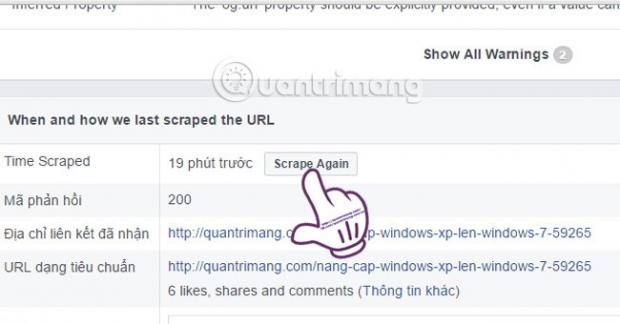 Inferred Property The 'og:url' property should be explicitly provided, even if a value can
Show All Warnings 2
Quantrimang
When and how we last scraped the URL
Time Scraped 19 phút trước Scrape Again
Mã phản hồi 200
Địa chỉ liên kết đã nhận http://quantrimang.c p-windows-xp-len-windows-7-59265
URL dạng tiêu chuẩn http://quantrimang.com/nang-cap-windows-xp-len-windows-7-59265
6 likes, shares and comments (Thông tin khác)